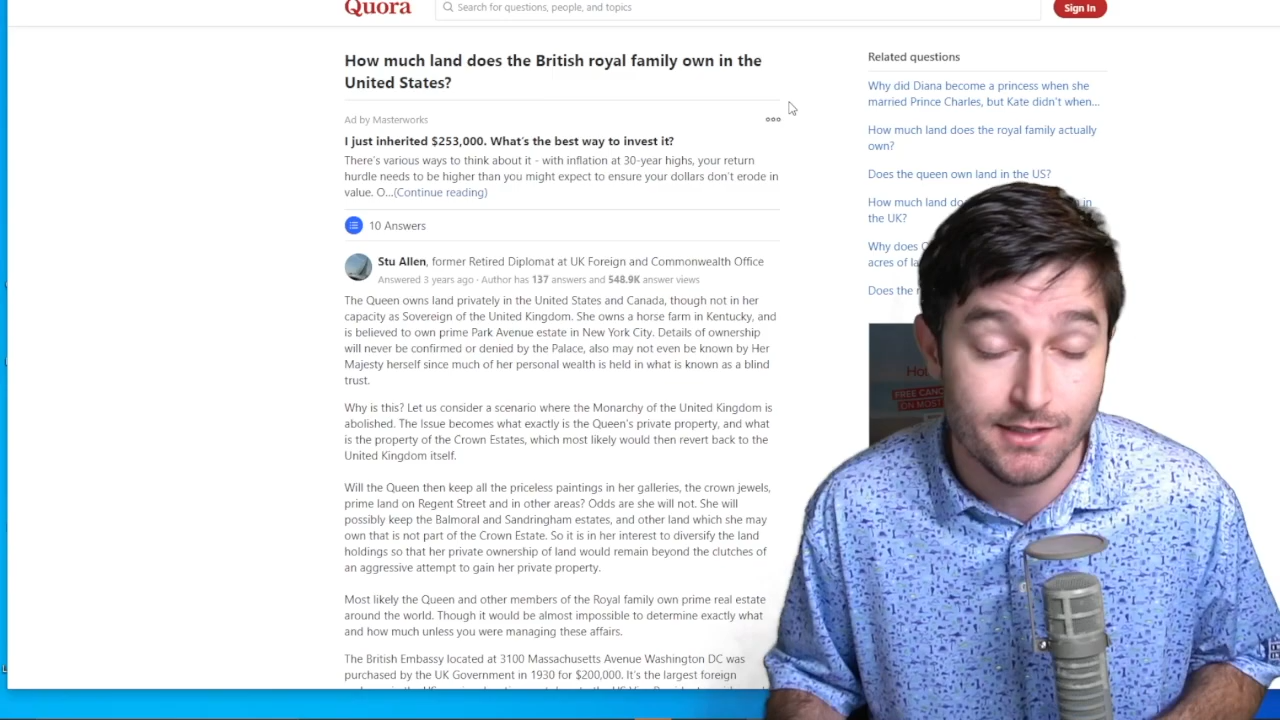 Quora
Search for questions, people, and topics
Sign In
How much land does the British royal family own in the
United States?
Ad by Masterworks
I just inherited $253,000. What's the best way to invest it?
There's various ways to think about it - with inflation at 30-year highs, your return
hurdle needs to be higher than you might expect to ensure your dollars don't erode in
value. O...(Continue reading)
10 Answers
Stu Allen, former Retired Diplomat at UK Foreign and Commonwealth Office
Answered 3 years ago · Author has 137 answers and 548.9K answer views
The Queen owns land privately in the United States and Canada, though not in her
capacity as Sovereign of the United Kingdom. She owns a horse farm in Kentucky, and
is believed to own prime Park Avenue estate in New York City. Details of ownership
will never be confirmed or denied by the Palace, also may not even be known by Her
Majesty herself since much of her personal wealth is held in what is known as a blind
trust.
Why is this? Let us consider a scenario where the Monarchy of the United Kingdom is
abolished. The Issue becomes what exactly is the Queen's private property, and what
is the property of the Crown Estates, which most likely would then revert back to the
United Kingdom itself.
Will the Queen then keep all the priceless paintings in her galleries, the crown jewels,
prime land on Regent Street and in other areas? Odds are she will not. She will
possibly keep the Balmoral and Sandringham estates, and other land which she may
own that is not part of the Crown Estate. So it is in her interest to diversify the land
holdings so that her private ownership of land would remain beyond the clutches of
an aggressive attempt to gain her private property.
Most likely the Queen and other members of the Royal family own prime real estate
around the world. Though it would be almost impossible to determine exactly what
and how much unless you were managing these affairs.
The British Embassy located at 3100 Massachusetts Avenue Washington DC was
purchased by the UK Government in 1930 for $200,000. It's the largest foreign
Related questions
Why did Diana become a princess when she
married Prince Charles, but Kate didn't when...
How much land does the royal family actually
own?
Does the queen own land in the US?
How much land do in
the UK?
Why does
acres of
Does the
FREE
ON MOST